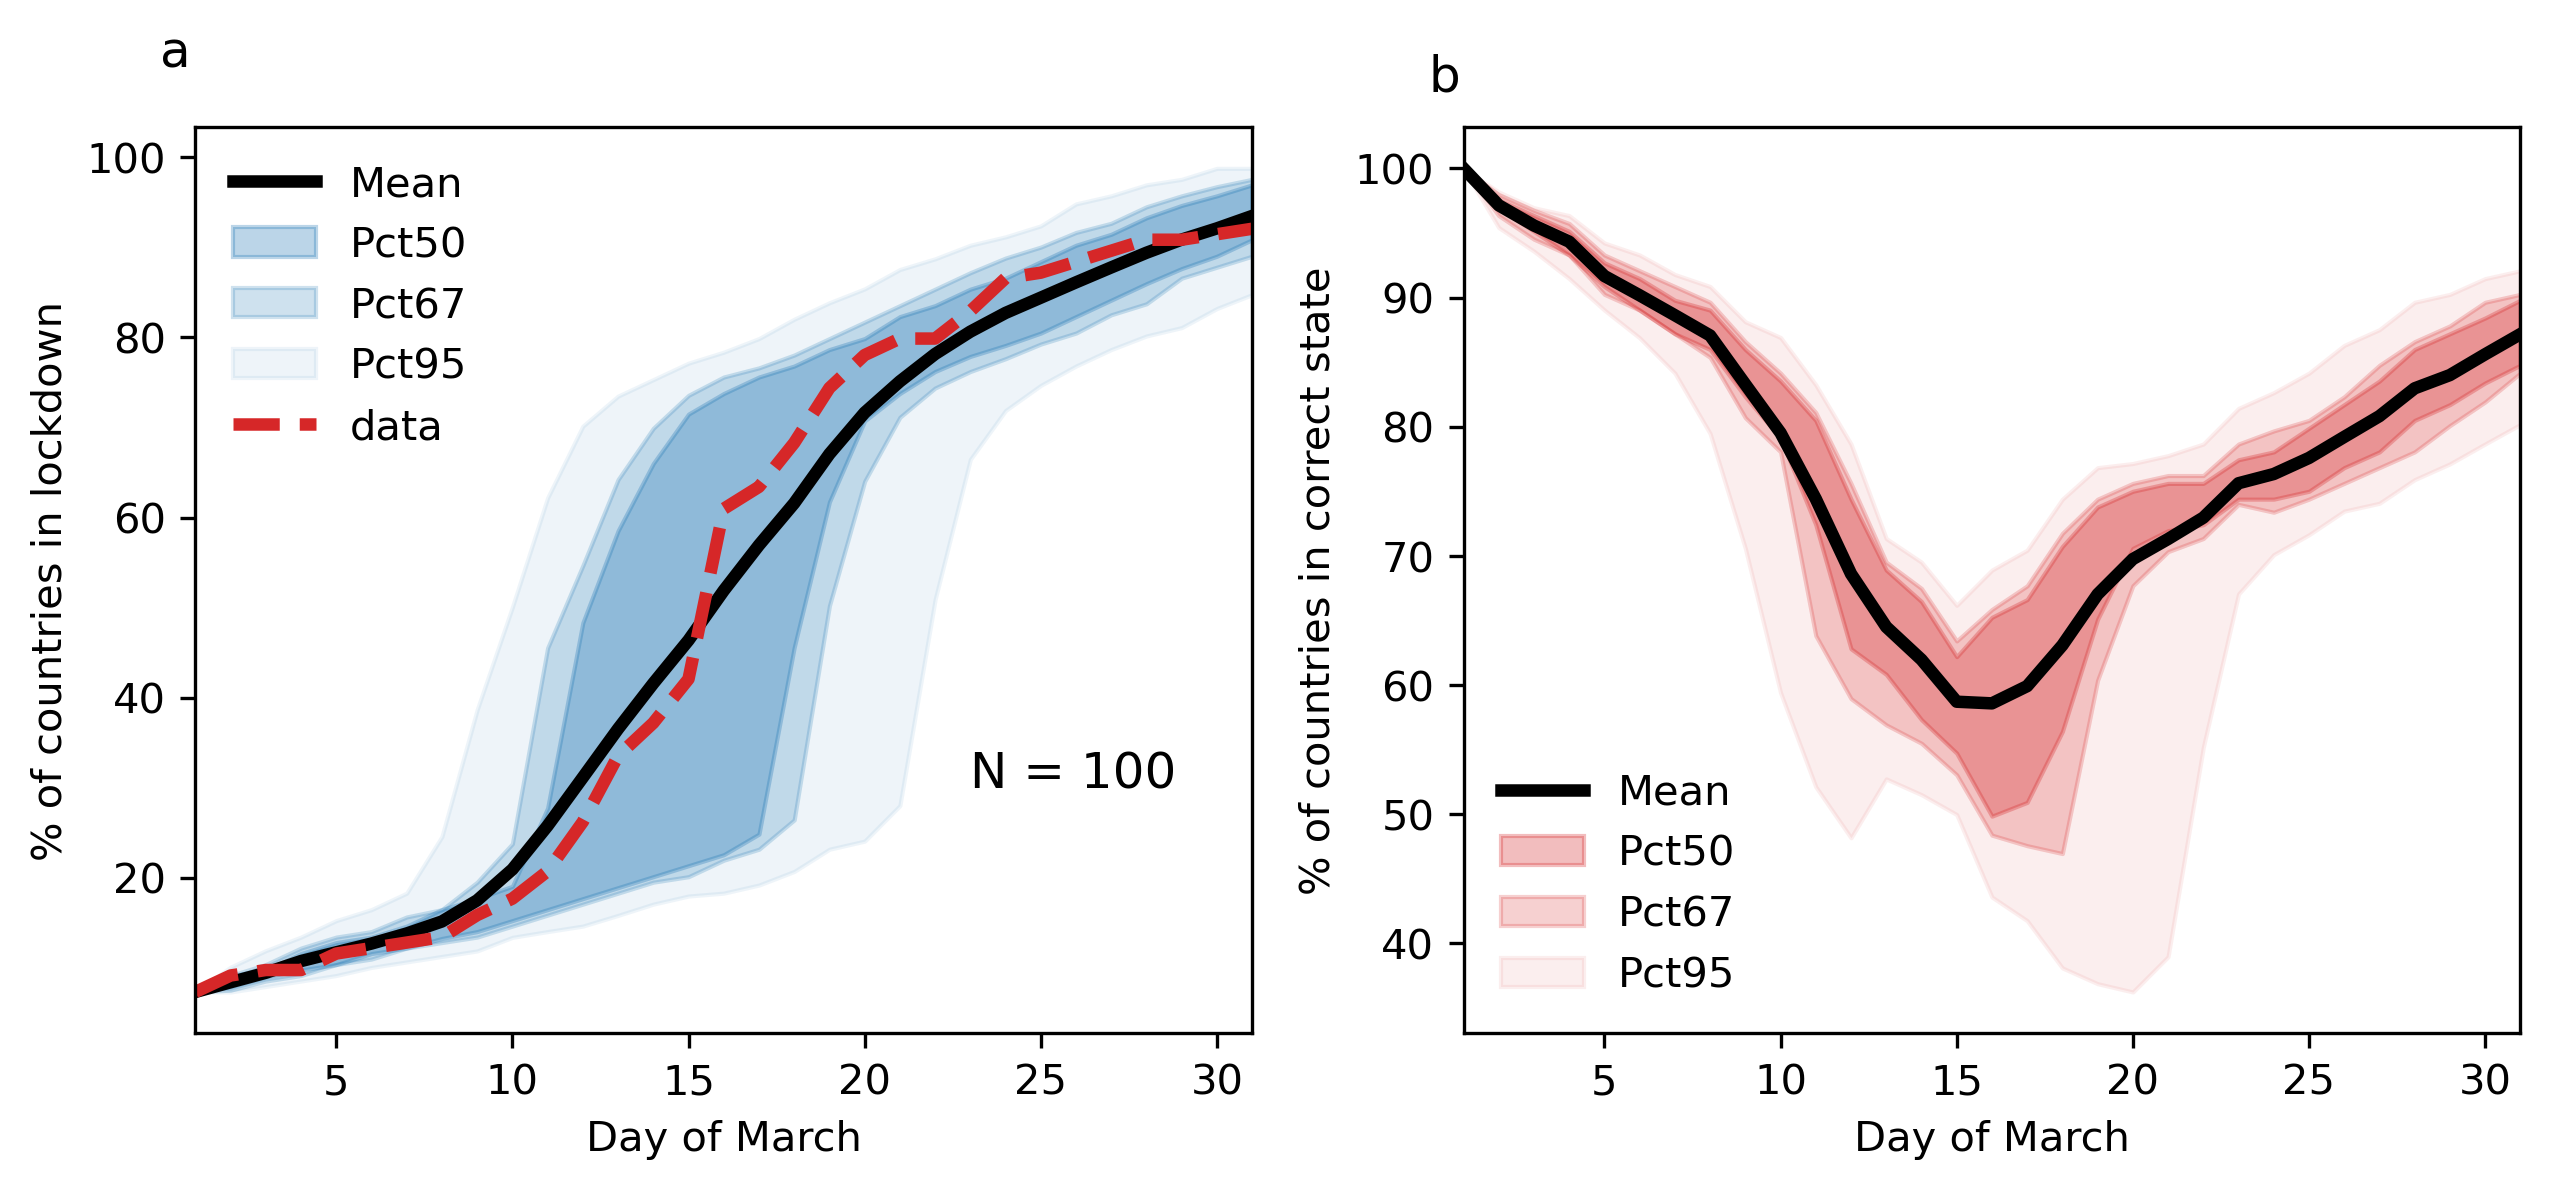 a
100
80
60
40
20
% of countries in lockdown
Mean
Pct50
Pct67
Pct95
data
N = 100
5 10 15 20 25 30
Day of March
b
100
90
80
70
60
50
40
% of countries in correct state
Mean
Pct50
Pct67
Pct95
5 10 15 20 25 30
Day of March